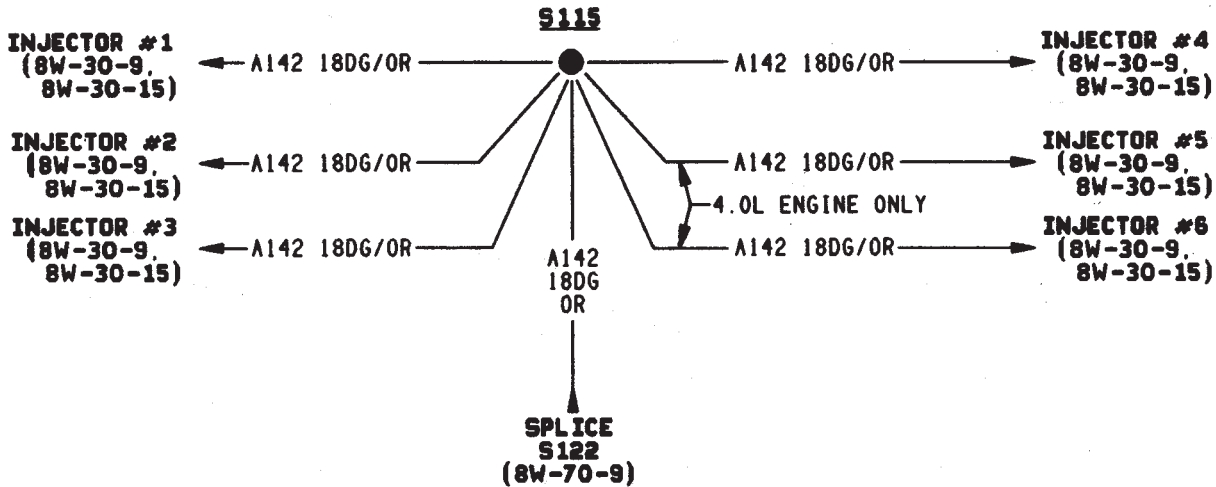 S115
INJECTOR #1
(8W-30-9,
8W-30-15)
A142 18DG/OR
A142 18DG/OR
INJECTOR #4
(8W-30-9,
8W-30-15)
INJECTOR #2
(8W-30-9,
8W-30-15)
A142 18DG/OR
A142 18DG/OR
INJECTOR #5
(8W-30-9,
8W-30-15)
4.0L ENGINE ONLY
INJECTOR #3
(8W-30-9,
8W-30-15)
A142 18DG/OR
A142
18DG
OR
A142 18DG/OR
INJECTOR #6
(8W-30-9,
8W-30-15)
SPLICE
S122
(8W-70-9)